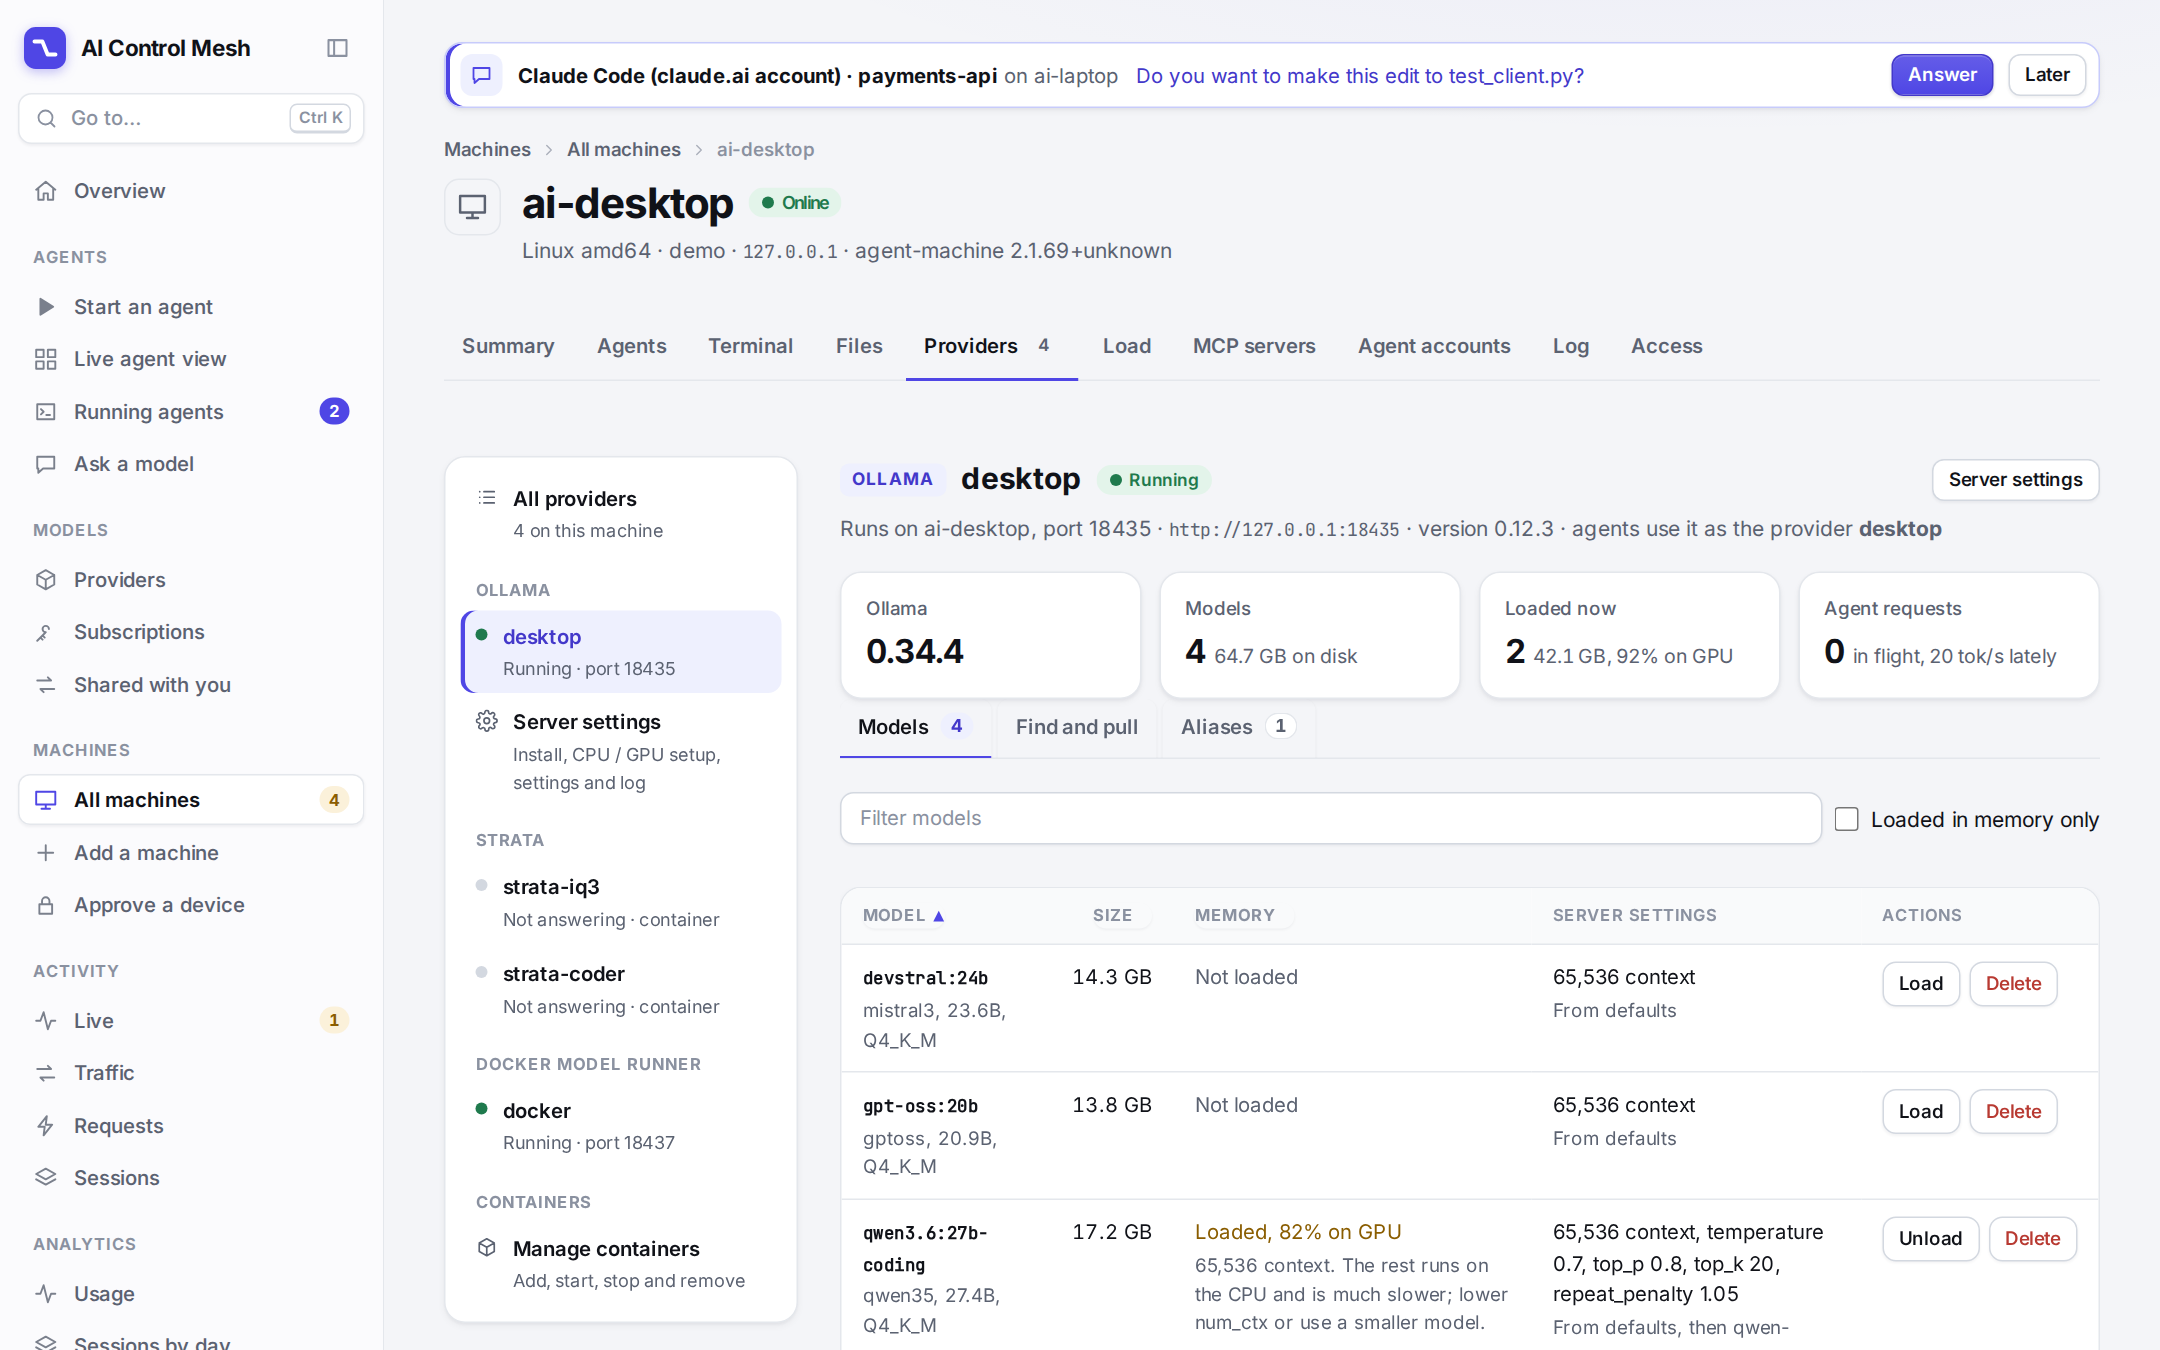 AI Control Mesh
Go to...
Ctrl K
Overview
AGENTS
Start an agent
Live agent view
Running agents 2
Ask a model
MODELS
Providers
Subscriptions
Shared with you
MACHINES
All machines 4
Add a machine
Approve a device
ACTIVITY
Live 1
Traffic
Requests
Sessions
ANALYTICS
Usage
Sessions by day
Claude Code (claude.ai account) · payments-api on ai-laptop Do you want to make this edit to test_client.py?
Answer
Later
Machines > All machines > ai-desktop
ai-desktop Online
Linux amd64 · demo · 127.0.0.1 · agent-machine 2.1.69+unknown
Summary Agents Terminal Files Providers 4 Load MCP servers Agent accounts Log Access
All providers
4 on this machine
OLLAMA
desktop
Running · port 18435
Server settings
Install, CPU / GPU setup,
settings and log
STRATA
strata-iq3
Not answering · container
strata-coder
Not answering · container
DOCKER MODEL RUNNER
docker
Running · port 18437
CONTAINERS
Manage containers
Add, start, stop and remove
OLLAMA desktop Running
Server settings
Runs on ai-desktop, port 18435 · http://127.0.0.1:18435 · version 0.12.3 · agents use it as the provider desktop
Ollama
0.34.4
Models
4 64.7 GB on disk
Loaded now
2 42.1 GB, 92% on GPU
Agent requests
0 in flight, 20 tok/s lately
Models 4 Find and pull Aliases 1
Filter models
Loaded in memory only
MODEL ▲ SIZE MEMORY SERVER SETTINGS ACTIONS
devstral:24b
mistral3, 23.6B,
Q4_K_M
14.3 GB
Not loaded
65,536 context
From defaults
Load Delete
gpt-oss:20b
gptoss, 20.9B,
Q4_K_M
13.8 GB
Not loaded
65,536 context
From defaults
Load Delete
qwen3.6:27b-
coding
qwen35, 27.4B,
Q4_K_M
17.2 GB
Loaded, 82% on GPU
65,536 context. The rest runs on
the CPU and is much slower; lower
num_ctx or use a smaller model.
65,536 context, temperature
0.7, top_p 0.8, top_k 20,
repeat_penalty 1.05
From defaults, then qwen-
Unload Delete